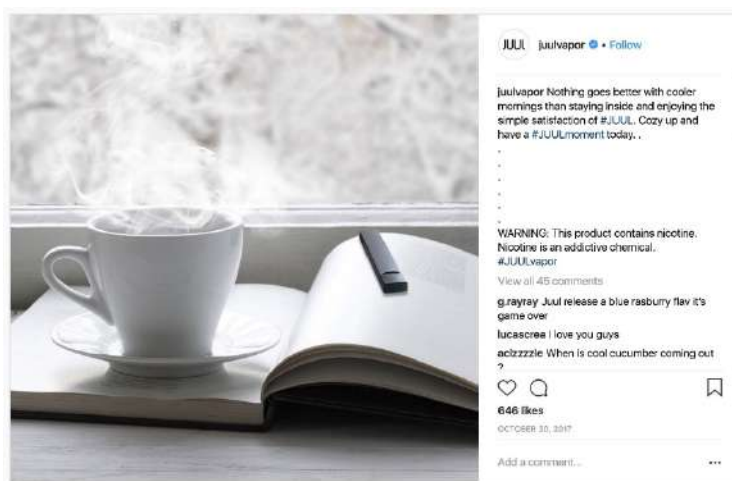 JUUL juulvapor • Follow
juulvapor Nothing goes better with cooler
mornings than staying inside and enjoying the
simple satisfaction of #JUUL. Cozy up and
have a #JUULmoment today. .
.
.
.
.
.
.
WARNING: This product contains nicotine.
Nicotine is an addictive chemical.
#JUULvapor
View all 45 comments
g.rayray Juul release a blue rasburry flav it's
game over
lucascrea I love you guys
When is cool cucumber coming out
?
646 likes
OCTOBER 30, 2017
Add a comment...